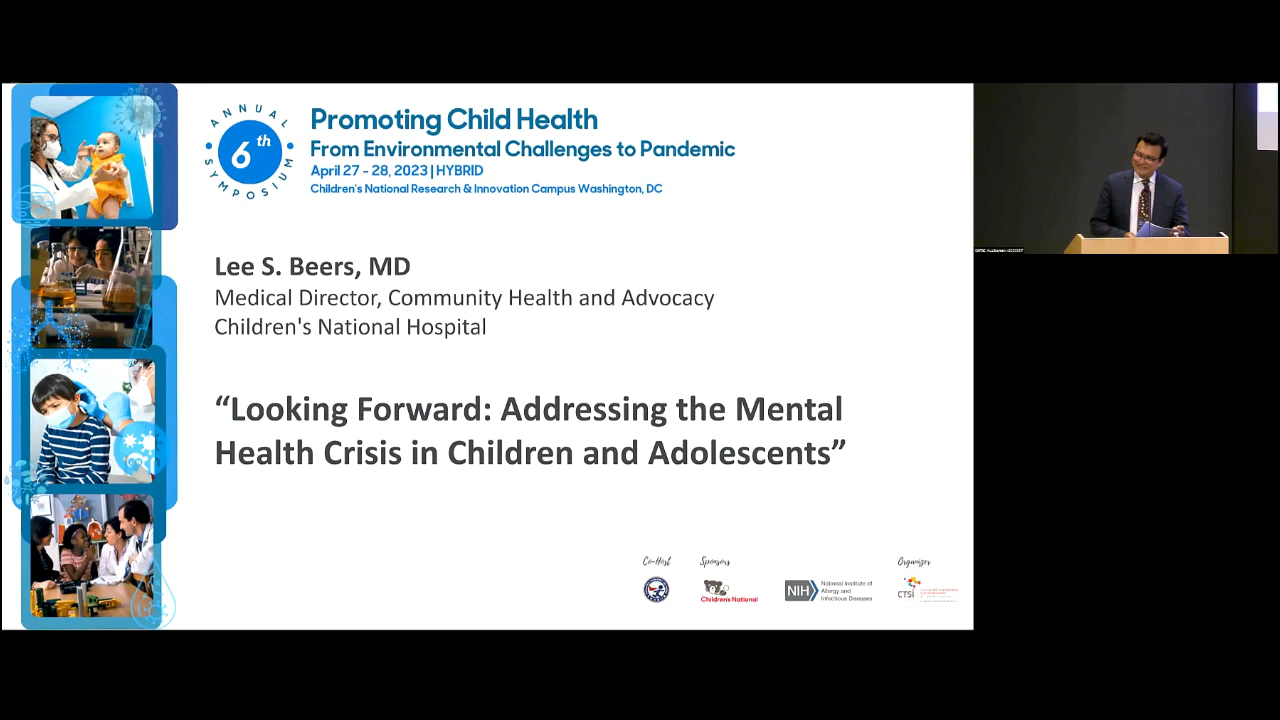 ANNUAL
6th
SYMPOSIUM
Promoting Child Health
From Environmental Challenges to Pandemic
April 27 - 28, 2023 | HYBRID
Children's National Research & Innovation Campus Washington, DC
Lee S. Beers, MD
Medical Director, Community Health and Advocacy
Children's National Hospital
“Looking Forward: Addressing the Mental
Health Crisis in Children and Adolescents”
Co-Host
Sponsors
Organizer
Children's National
NIH
National Institute of
Allergy and
Infectious Diseases
CTSI